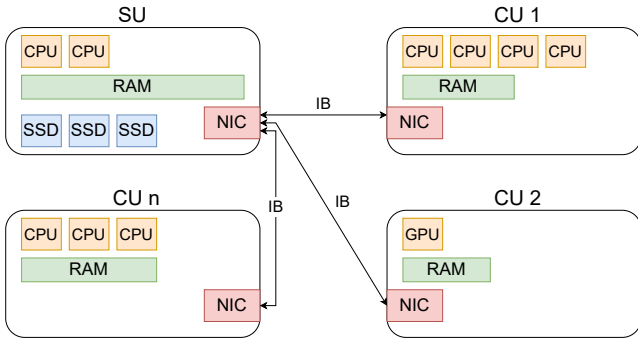 SU
CPU CPU
RAM
SSD SSD SSD
NIC
IB
CU 1
CPU CPU CPU CPU
RAM
NIC
CU n
CPU CPU CPU
RAM
NIC
IB
IB
CU 2
GPU
RAM
NIC